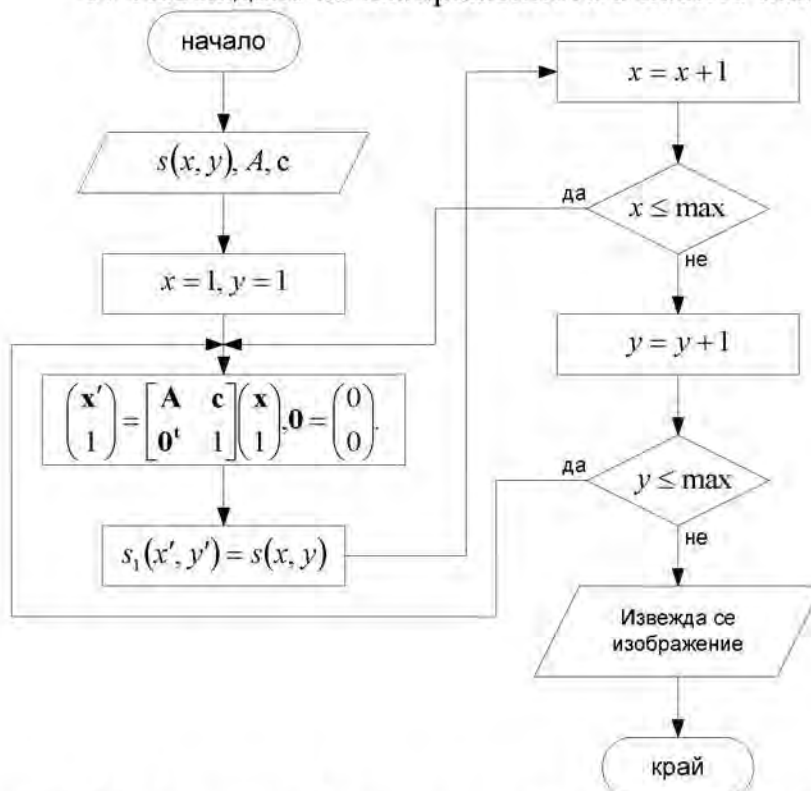 начало
s(x, y), A, c
x = 1, y = 1
(x′ 1) = [A c 0ᵗ 1](x 1), 0 = (0 0).
s₁(x′, y′) = s(x, y)
x = x + 1
x ≤ max
да
не
y = y + 1
y ≤ max
да
не
Извежда се
изображение
край